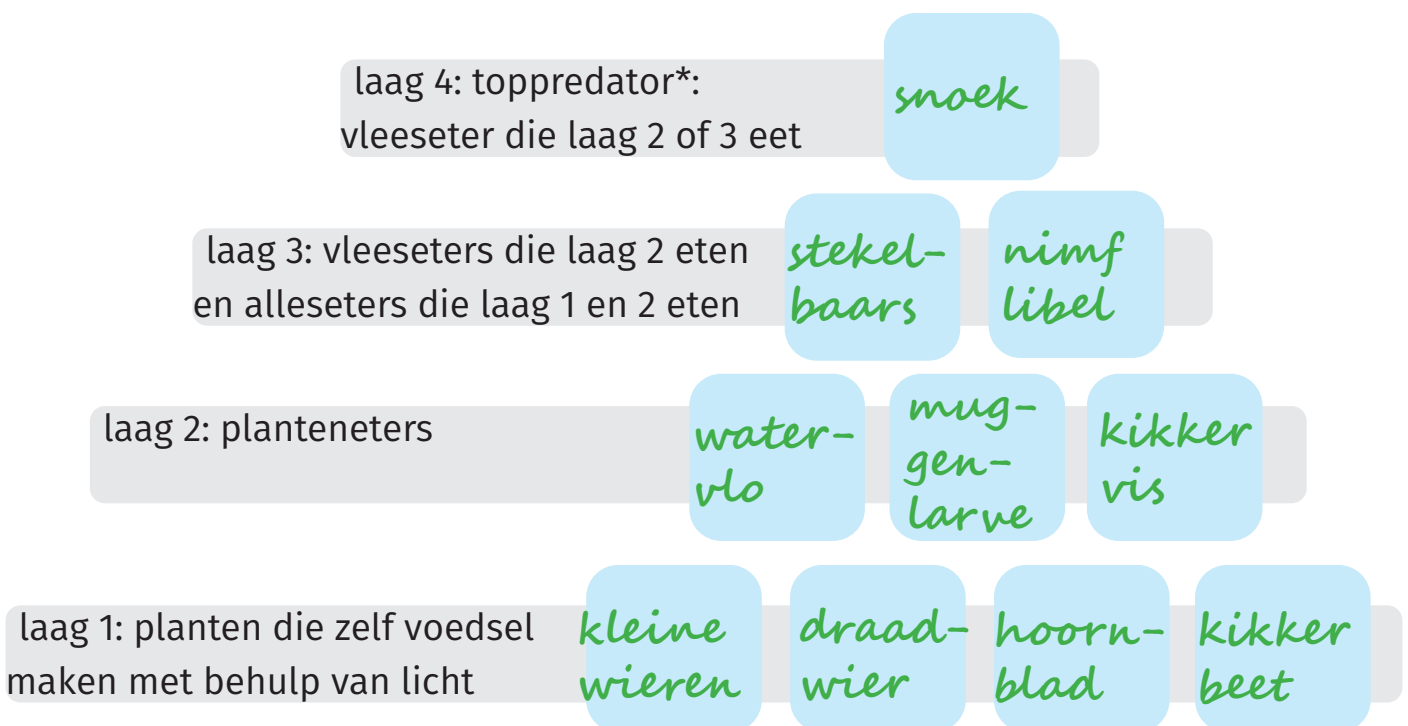 laag 4: toppredator*:
vleeseter die laag 2 of 3 eet
snoek
laag 3: vleeseters die laag 2 eten
en alleseters die laag 1 en 2 eten
stekel-
baars
nimf
libel
laag 2: planteneters
water-
vlo
mug-
gen-
larve
kikker
vis
laag 1: planten die zelf voedsel
maken met behulp van licht
kleine
wieren
draad-
wier
hoorn-
blad
kikker
beet